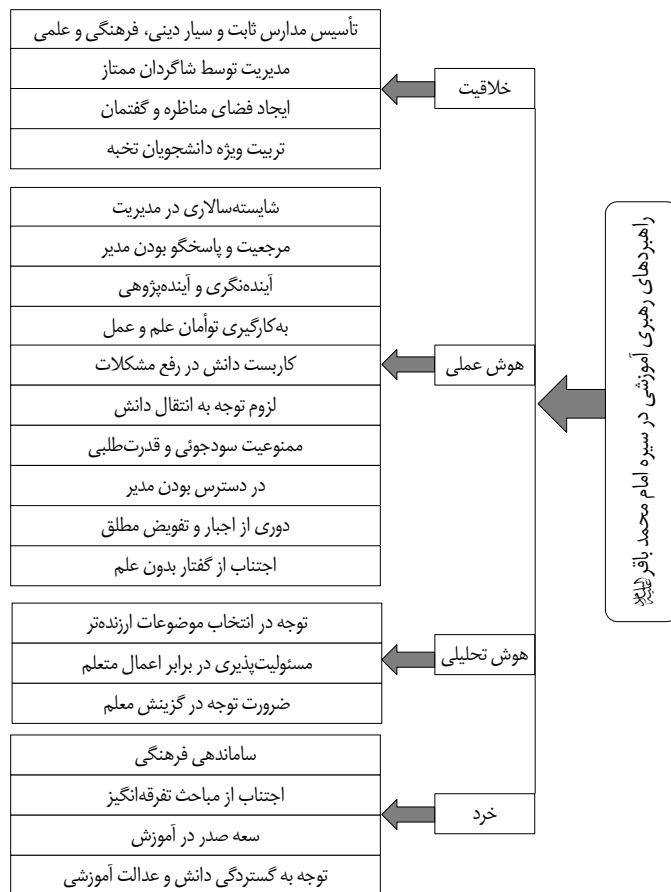 راهبردهای رهبری آموزشی در سیره امام محمد باقر علیه‌السلام
خلاقیت
تأسیس مدارس ثابت و سیار دینی، فرهنگی و علمی
مدیریت توسط شاگردان ممتاز
ایجاد فضای مناظره و گفتمان
تربیت ویژه دانشجویان تخبه
هوش عملی
شایسته‌سالاری در مدیریت
مرجعیت و پاسخگو بودن مدیر
آینده‌نگری و آینده‌پژوهی
به‌کارگیری توأمان علم و عمل
کاربست دانش در رفع مشکلات
لزوم توجه به انتقال دانش
ممنوعیت سودجوئی و قدرت‌طلبی
در دسترس بودن مدیر
دوری از اجبار و تفویض مطلق
اجتناب از گفتار بدون علم
هوش تحلیلی
توجه در انتخاب موضوعات ارزنده‌تر
مسئولیت‌پذیری در برابر اعمال متعلم
ضرورت توجه در گزینش معلم
خرد
ساماندهی فرهنگی
اجتناب از مباحث تفرقه‌انگیز
سعه صدر در آموزش
توجه به گستردگی دانش و عدالت آموزشی